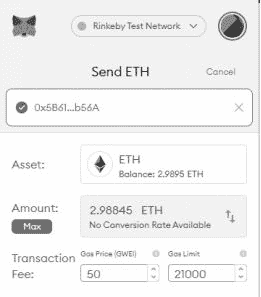 Rinkeby Test Network
Send ETH
Cancel
0x5B61...b56A
Asset:
ETH
Balance: 2.9895 ETH
Amount:
Max
2.98845 ETH
No Conversion Rate Available
Transaction
Fee:
Gas Price (GWEI)
Gas Limit
50
21000